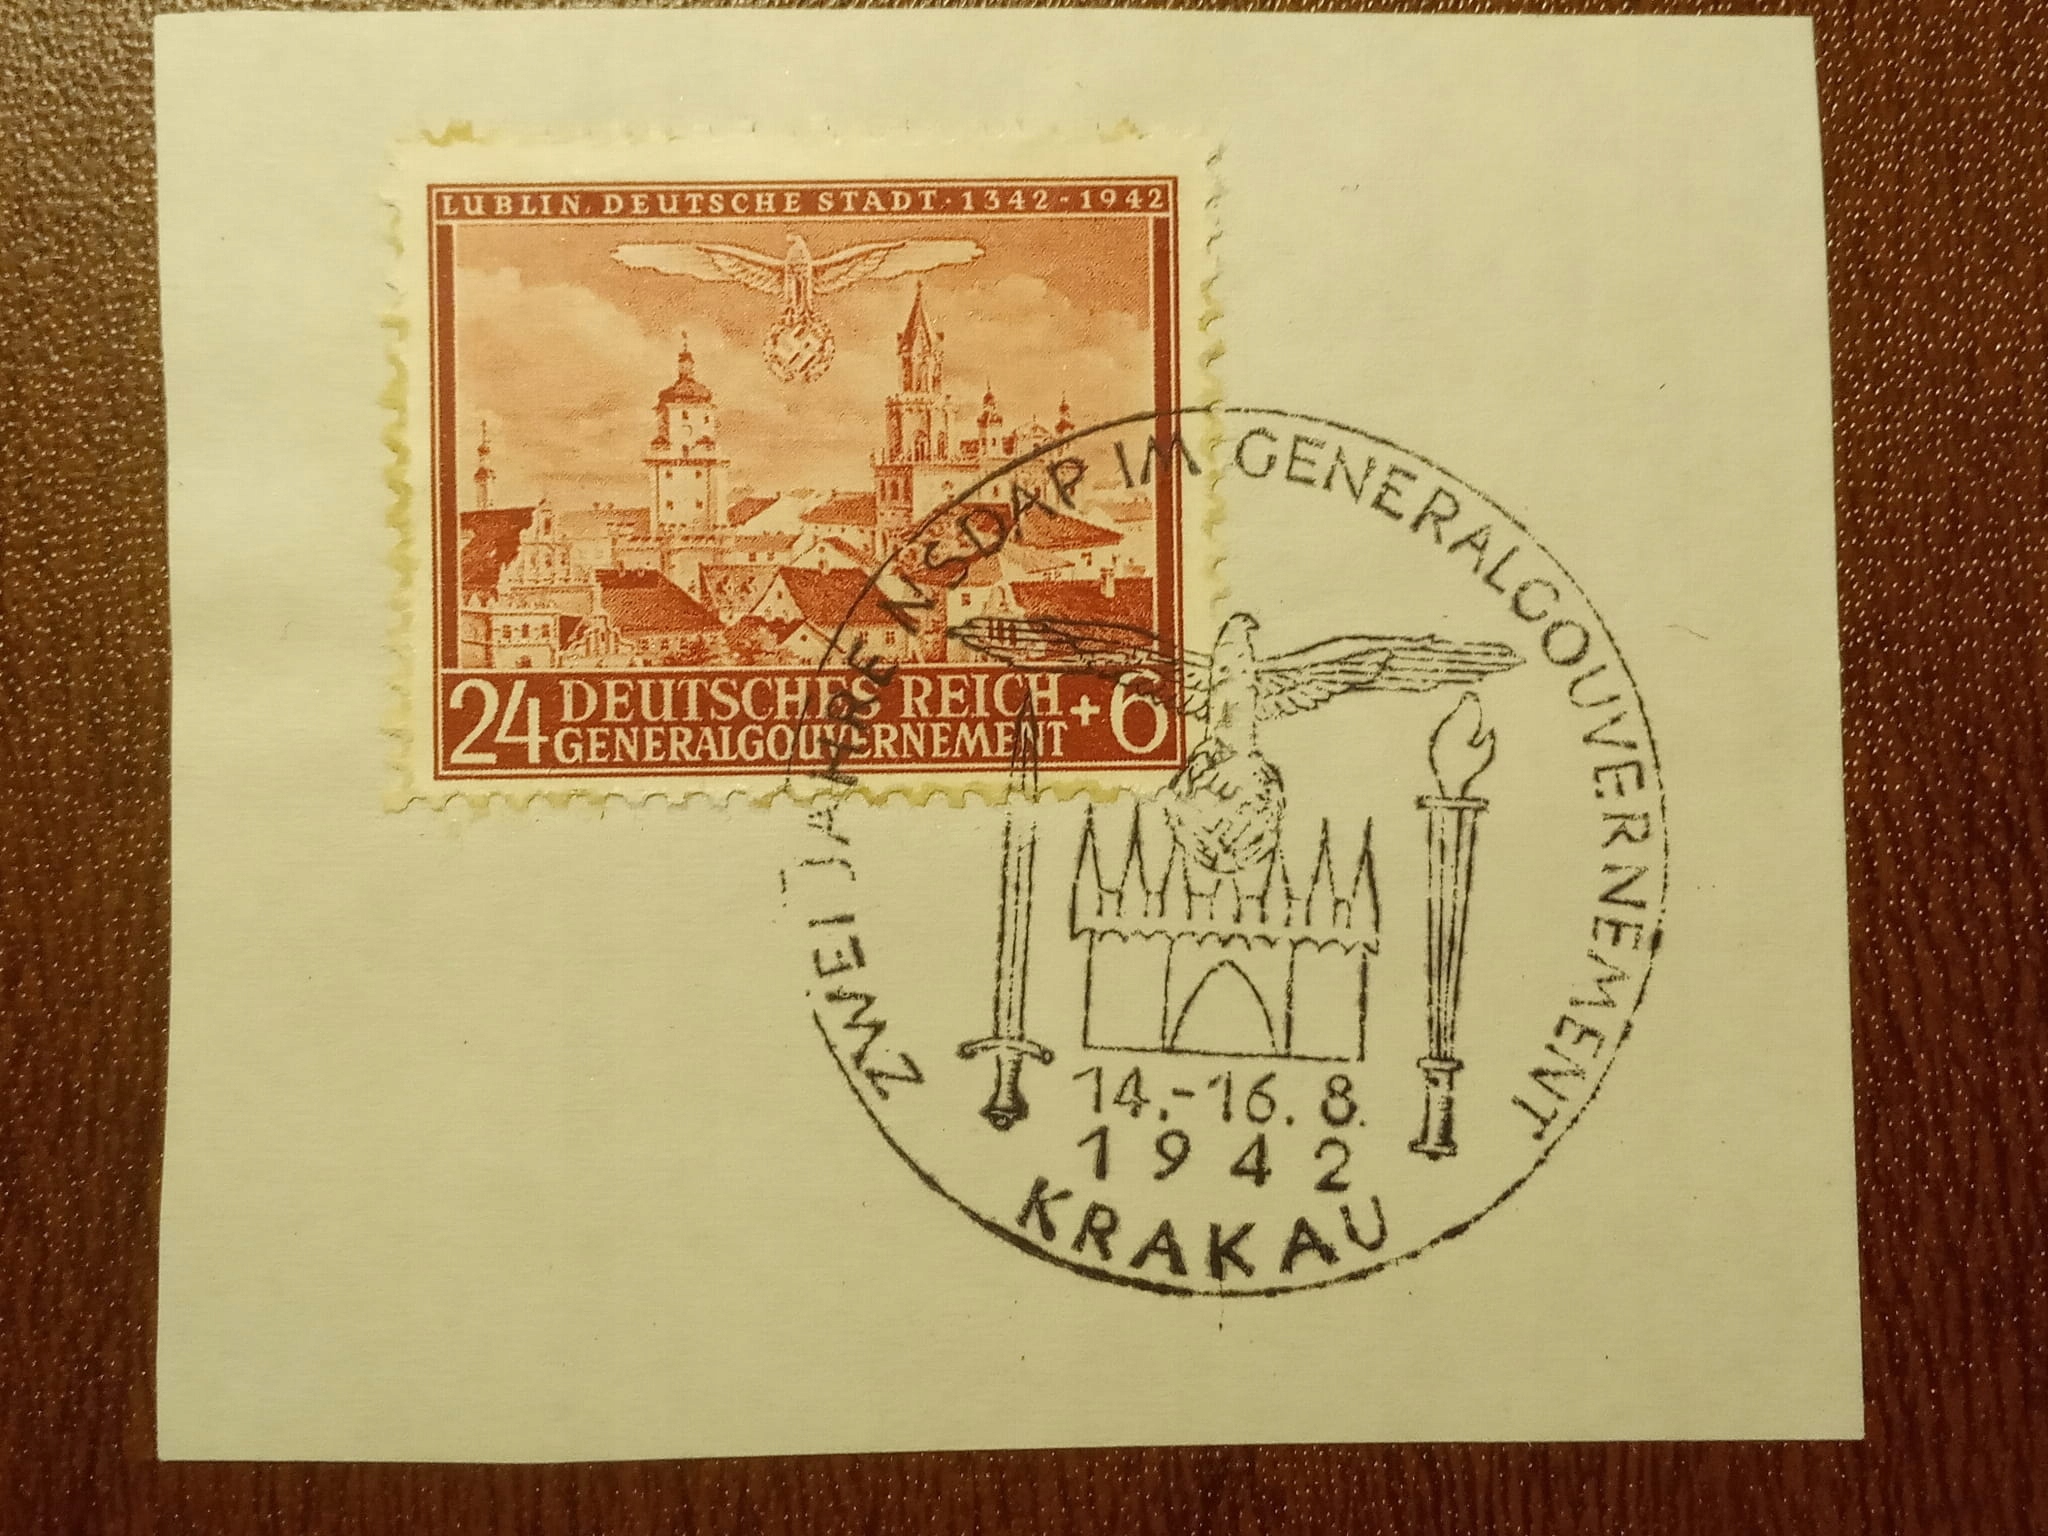 LUBLIN, DEUTSCHE STADT · 1342 - 1942
24 DEUTSCHES REICH + 6
GENERALGOUVERNEMENT
ZWEI JAHRE NSDAP IM GENERALGOUVERNEMENT
14.-16. 8.
1942
KRAKAU